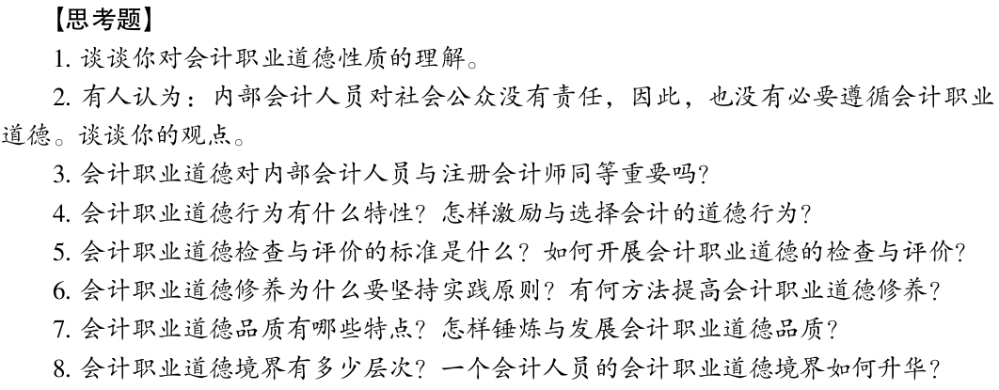 【思考题】
1. 谈谈你对会计职业道德性质的理解。
2. 有人认为：内部会计人员对社会公众没有责任，因此，也没有必要遵循会计职业
道德。谈谈你的观点。
3. 会计职业道德对内部会计人员与注册会计师同等重要吗？
4. 会计职业道德行为有什么特性？怎样激励与选择会计的道德行为？
5. 会计职业道德检查与评价的标准是什么？如何开展会计职业道德的检查与评价？
6. 会计职业道德修养为什么要坚持实践原则？有何方法提高会计职业道德修养？
7. 会计职业道德品质有哪些特点？怎样锤炼与发展会计职业道德品质？
8. 会计职业道德境界有多少层次？一个会计人员的会计职业道德境界如何升华？